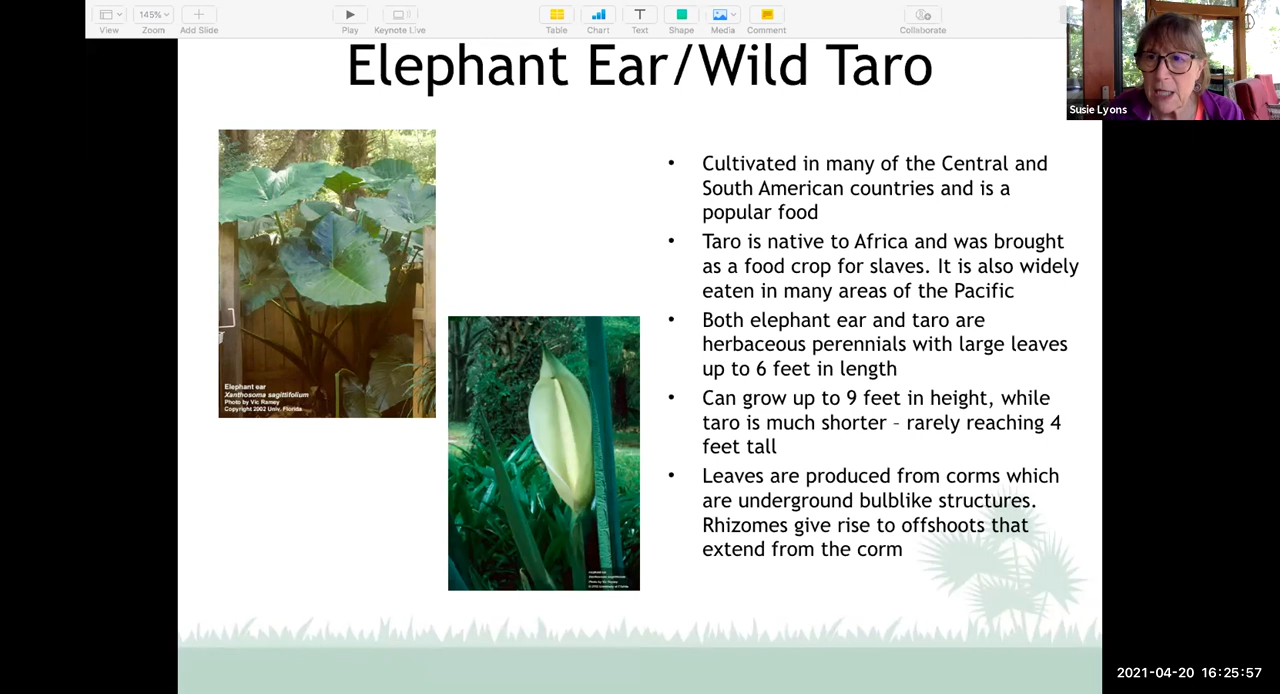 View
145%
Zoom
Add Slide
Play
Keynote Live
Table
Chart
Text
Shape
Media
Comment
Collaborate
Susie Lyons
Elephant Ear/Wild Taro
Elephant ear
Xanthosoma sagittifolium
Photo by Vic Ramey
Copyright 2002 Univ. Florida
• Cultivated in many of the Central and
South American countries and is a
popular food
• Taro is native to Africa and was brought
as a food crop for slaves. It is also widely
eaten in many areas of the Pacific
• Both elephant ear and taro are
herbaceous perennials with large leaves
up to 6 feet in length
• Can grow up to 9 feet in height, while
taro is much shorter – rarely reaching 4
feet tall
• Leaves are produced from corms which
are underground bulblike structures.
Rhizomes give rise to offshoots that
extend from the corm
2021-04-20 16:25:57